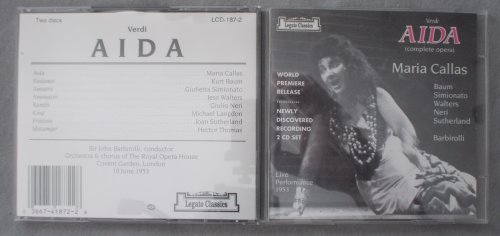 Two discs
Verdi
LCD-187-2
AIDA
Aida Maria Callas
Radames Kurt Baum
Amneris Giulietta Simionato
Amonasro Jess Walters
Ramfis Giulio Neri
King Michael Langdon
Priestess Joan Sutherland
Messenger Hector Thomas
Sir John Barbirolli, conductor
Orchestra & chorus of The Royal Opera House
Covent Garden, London
10 June 1953
3667-41872-2
Legato Classics
Legato Classics
Verdi
AIDA
(complete opera)
Maria Callas
Baum
Simionato
Walters
Neri
Sutherland
Barbirolli
WORLD
PREMIERE
RELEASE
NEWLY
DISCOVERED
RECORDING
2 CD SET
Live
Performance
1953